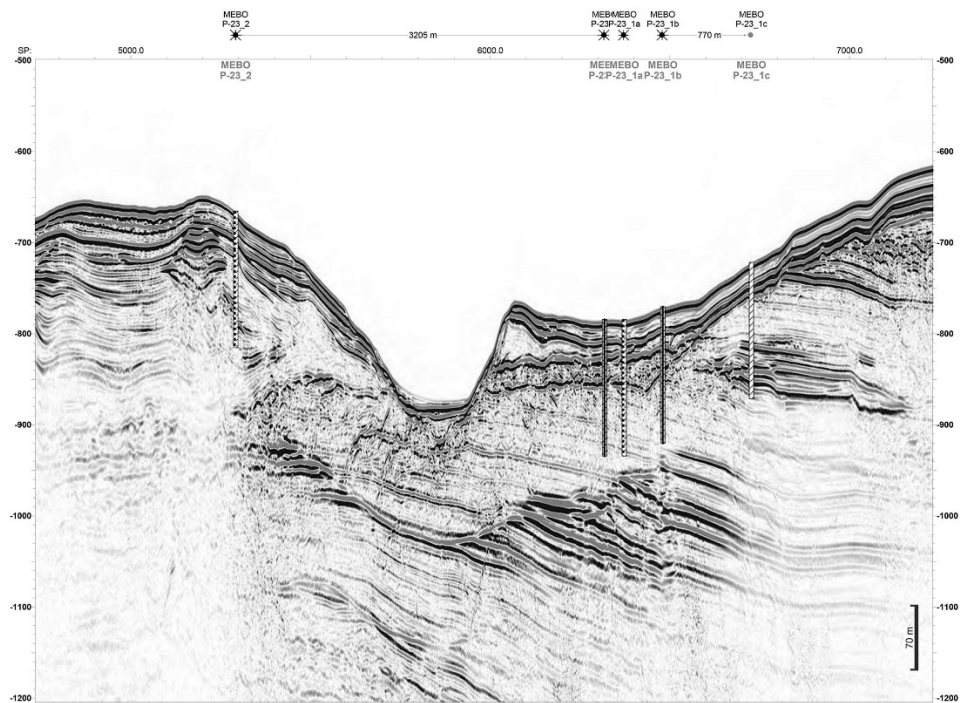 MEBO MEBO MEBO MEBO MEBO
P-23_2 P-23 P-23_1a P-23_1b P-23_1c
3205 m 770 m
SP: 5000.0 6000.0 7000.0
-500 -500
MEBO MEBO MEBO MEBO
P-23_2 P-23_1a P-23_1b P-23_1c
-600 -600
-700 -700
-800 -800
-900 -900
-1000 -1000
-1100 -1100
70 m
-1200 -1200